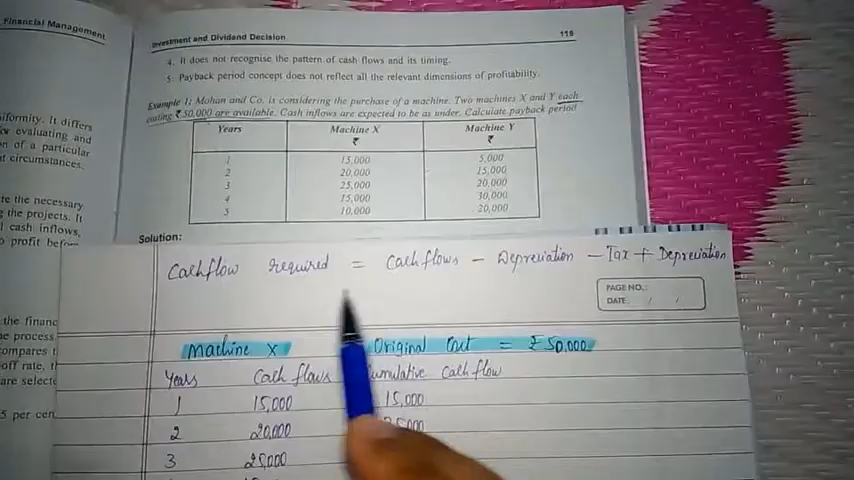 Financial Management
Investment and Dividend Decision
119
4. It does not recognise the pattern of cash flows and its timing.
5. Payback period concept does not reflect all the relevant dimensions of profitability.
Example 1: Mohan and Co. is considering the purchase of a machine. Two machines X and Y each
costing ₹ 50,000 are available. Cash inflows are expected to be as under. Calculate payback period
Years Machine X Machine Y
₹ ₹
1 15,000 5,000
2 20,000 15,000
3 25,000 20,000
4 15,000 30,000
5 10,000 20,000
Solution:
iformity. It differs
or evaluating and
on of a particular
t circumstances.
te the necessary
g the projects. It
l cash inflows,
o profit before
the financ
e process
ompares t
off rate, t
are selecte
5 per cen
Cashflow required = Cashflows - Depreciation - Tax + Depreciation
PAGE NO.:
DATE: / /
Machine X Original Cost = ₹ 50,000
Years Cash flows Cumulative Cash flow
1 15,000 15,000
2 20,000
3 25,000